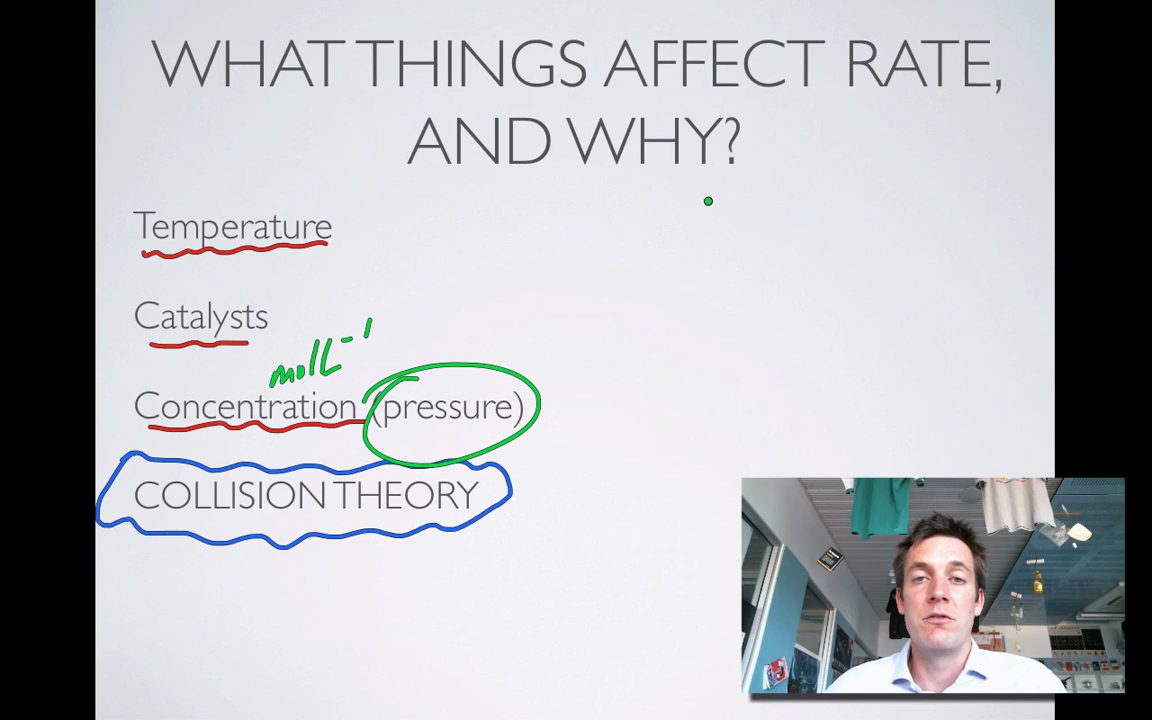 WHAT THINGS AFFECT RATE,
AND WHY?
Temperature
Catalysts
molL⁻¹
Concentration (pressure)
COLLISION THEORY